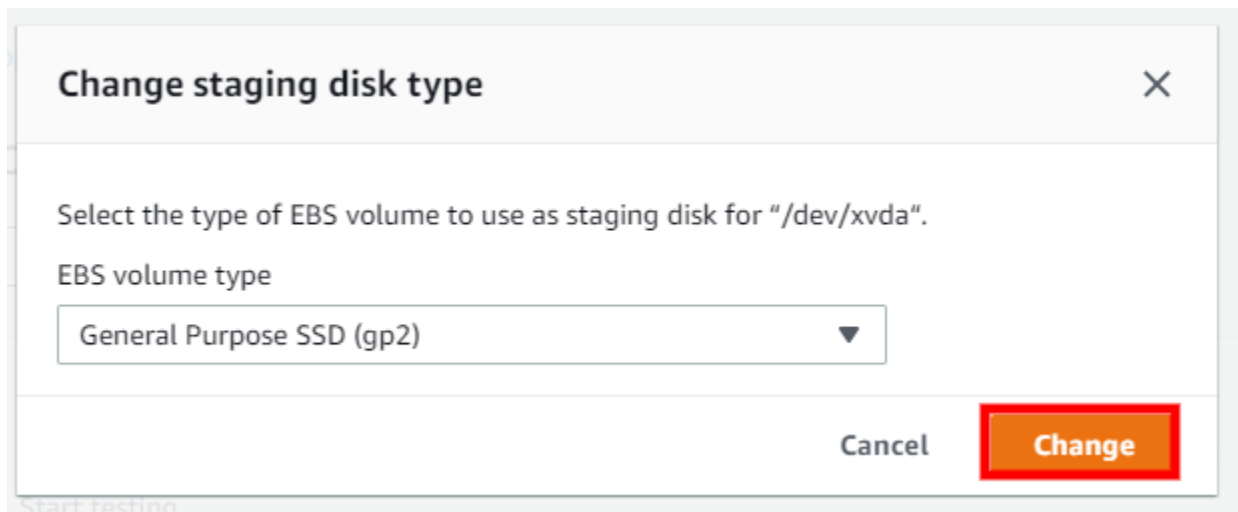 Change staging disk type
Select the type of EBS volume to use as staging disk for “/dev/xvda“.
EBS volume type
General Purpose SSD (gp2)
Cancel
Change
Start testing